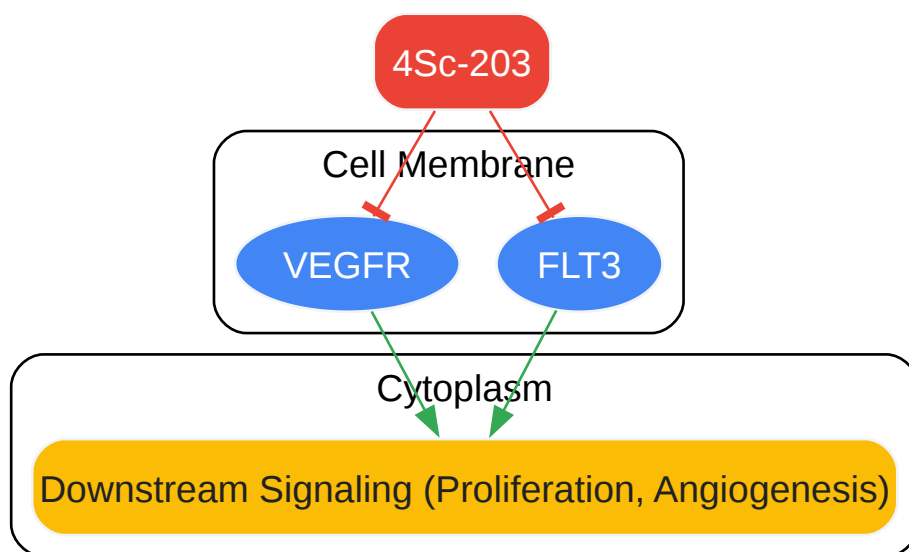 4Sc-203
Cell Membrane
VEGFR
FLT3
Cytoplasm
Downstream Signaling (Proliferation, Angiogenesis)